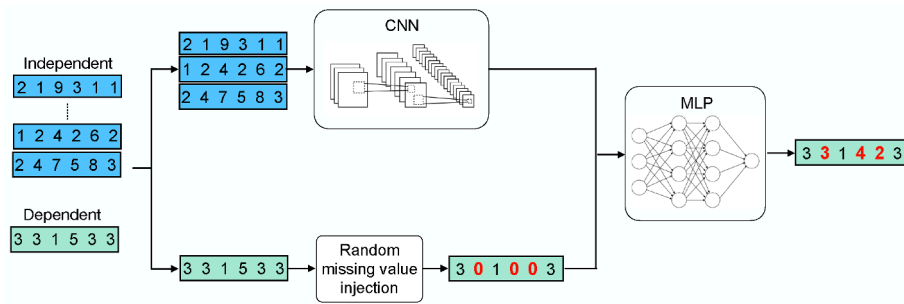 Independent
2 1 9 3 1 1
1 2 4 2 6 2
2 4 7 5 8 3
Dependent
3 3 1 5 3 3
2 1 9 3 1 1
1 2 4 2 6 2
2 4 7 5 8 3
CNN
3 3 1 5 3 3
Random
missing value
injection
3 0 1 0 0 3
MLP
3 3 1 4 2 3